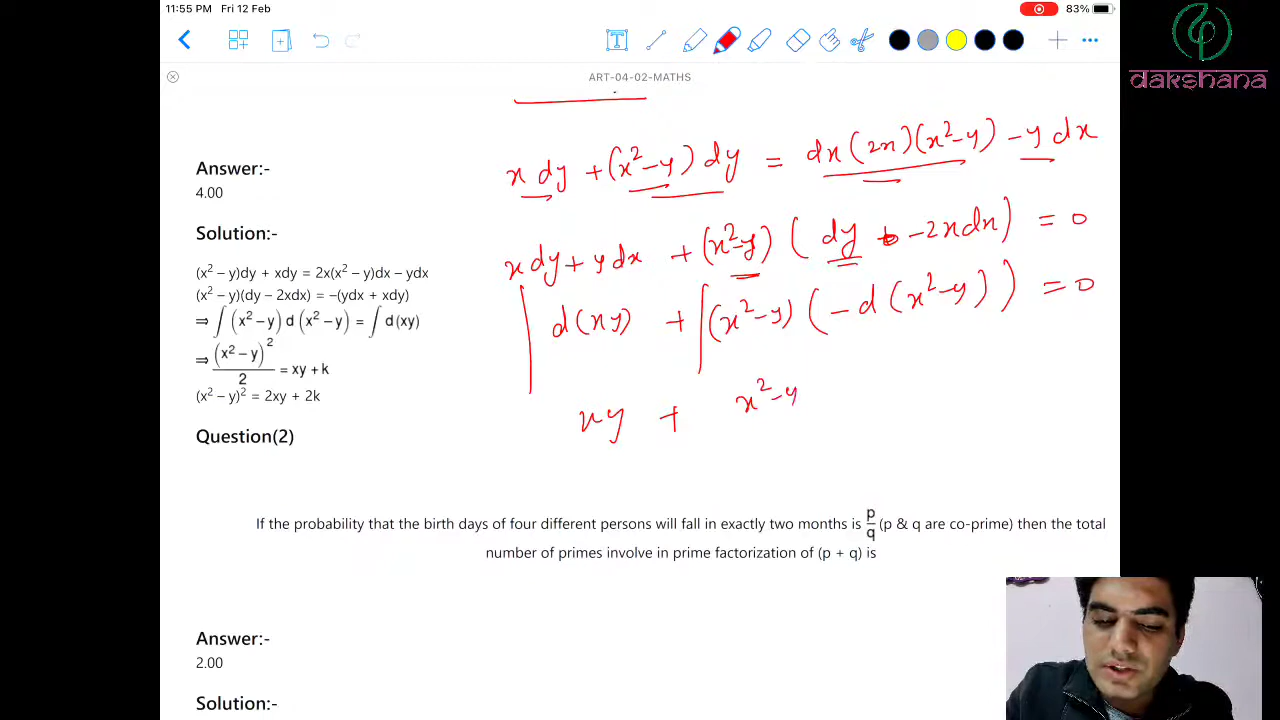 11:55 PM Fri 12 Feb
83%
dakshana
ART-04-02-MATHS
x dy + (x² – y) dy = dx (2x)(x² – y) – y dx
x dy + y dx + (x² – y) ( dy – 2x dx) = 0
d(xy) + (x² – y) ( – d (x² – y) ) = 0
xy + x² – y
Answer:-
4.00
Solution:-
(x² – y)dy + xdy = 2x(x² – y)dx – ydx
(x² – y)(dy – 2xdx) = –(ydx + xdy)
⇒ ∫ (x² – y) d (x² – y) = ∫ d(xy)
⇒ (x² – y)² / 2 = xy + k
(x² – y)² = 2xy + 2k
Question(2)
If the probability that the birth days of four different persons will fall in exactly two months is p/q (p & q are co-prime) then the total
number of primes involve in prime factorization of (p + q) is
Answer:-
2.00
Solution:-